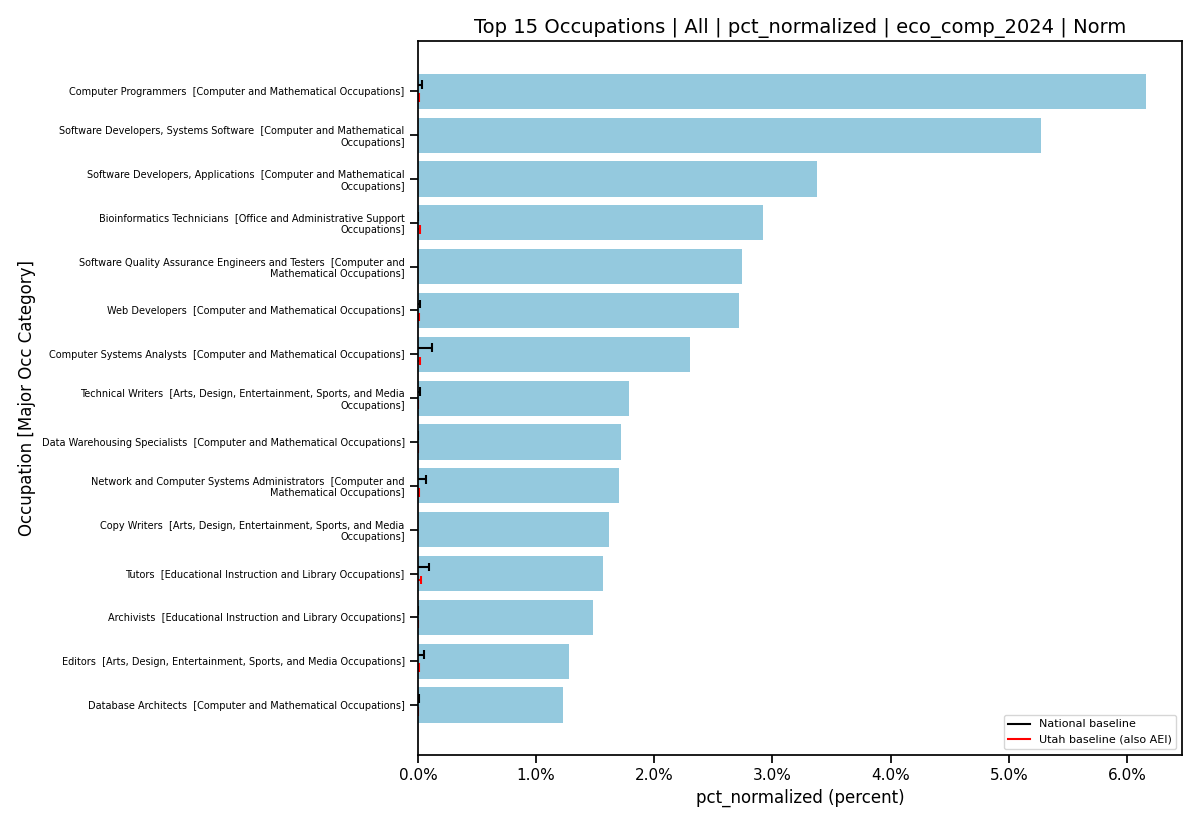 Top 15 Occupations | All | pct_normalized | eco_comp_2024 | Norm
Occupation [Major Occ Category]
Computer Programmers  [Computer and Mathematical Occupations]
Software Developers, Systems Software  [Computer and Mathematical
Occupations]
Software Developers, Applications  [Computer and Mathematical
Occupations]
Bioinformatics Technicians  [Office and Administrative Support
Occupations]
Software Quality Assurance Engineers and Testers  [Computer and
Mathematical Occupations]
Web Developers  [Computer and Mathematical Occupations]
Computer Systems Analysts  [Computer and Mathematical Occupations]
Technical Writers  [Arts, Design, Entertainment, Sports, and Media
Occupations]
Data Warehousing Specialists  [Computer and Mathematical Occupations]
Network and Computer Systems Administrators  [Computer and
Mathematical Occupations]
Copy Writers  [Arts, Design, Entertainment, Sports, and Media
Occupations]
Tutors  [Educational Instruction and Library Occupations]
Archivists  [Educational Instruction and Library Occupations]
Editors  [Arts, Design, Entertainment, Sports, and Media Occupations]
Database Architects  [Computer and Mathematical Occupations]
National baseline
Utah baseline (also AEI)
0.0% 1.0% 2.0% 3.0% 4.0% 5.0% 6.0%
pct_normalized (percent)